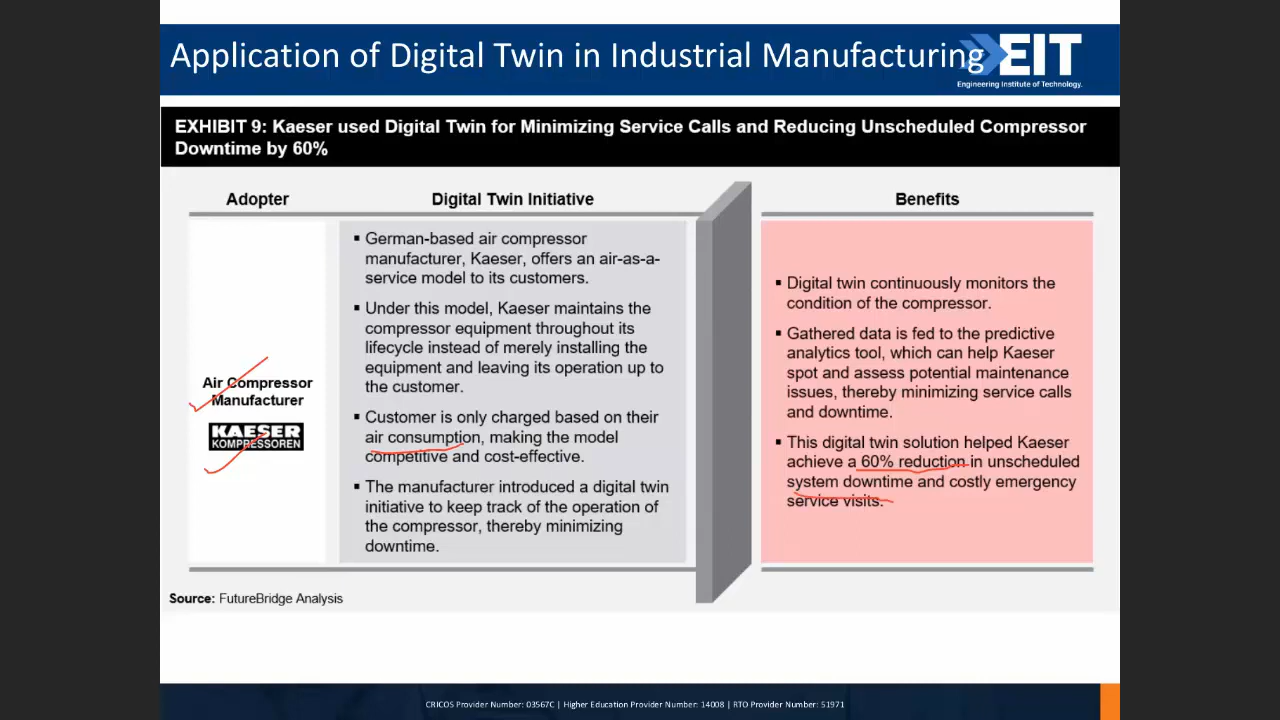 Application of Digital Twin in Industrial Manufacturing
EIT
Engineering Institute of Technology.
EXHIBIT 9: Kaeser used Digital Twin for Minimizing Service Calls and Reducing Unscheduled Compressor
Downtime by 60%
Adopter
Digital Twin Initiative
Benefits
Air Compressor
Manufacturer
KAESER
KOMPRESSOREN
▪ German-based air compressor
manufacturer, Kaeser, offers an air-as-a-
service model to its customers.
▪ Under this model, Kaeser maintains the
compressor equipment throughout its
lifecycle instead of merely installing the
equipment and leaving its operation up to
the customer.
▪ Customer is only charged based on their
air consumption, making the model
competitive and cost-effective.
▪ The manufacturer introduced a digital twin
initiative to keep track of the operation of
the compressor, thereby minimizing
downtime.
▪ Digital twin continuously monitors the
condition of the compressor.
▪ Gathered data is fed to the predictive
analytics tool, which can help Kaeser
spot and assess potential maintenance
issues, thereby minimizing service calls
and downtime.
▪ This digital twin solution helped Kaeser
achieve a 60% reduction in unscheduled
system downtime and costly emergency
service visits.
Source: FutureBridge Analysis
CRICOS Provider Number: 03567C | Higher Education Provider Number: 14008 | RTO Provider Number: 51971